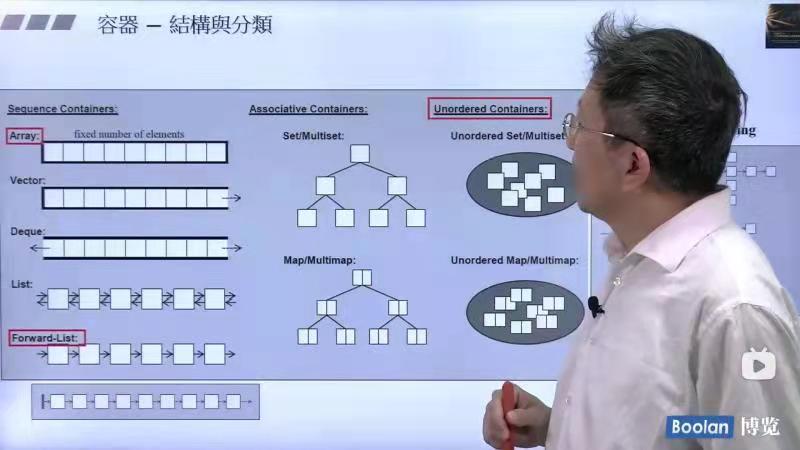 容器 — 結構與分類
Sequence Containers:
Array:
fixed number of elements
Vector:
Deque:
List:
Forward-List:
Associative Containers:
Set/Multiset:
Map/Multimap:
Unordered Containers:
Unordered Set/Multiset
Unordered Map/Multimap:
Boolan 博览